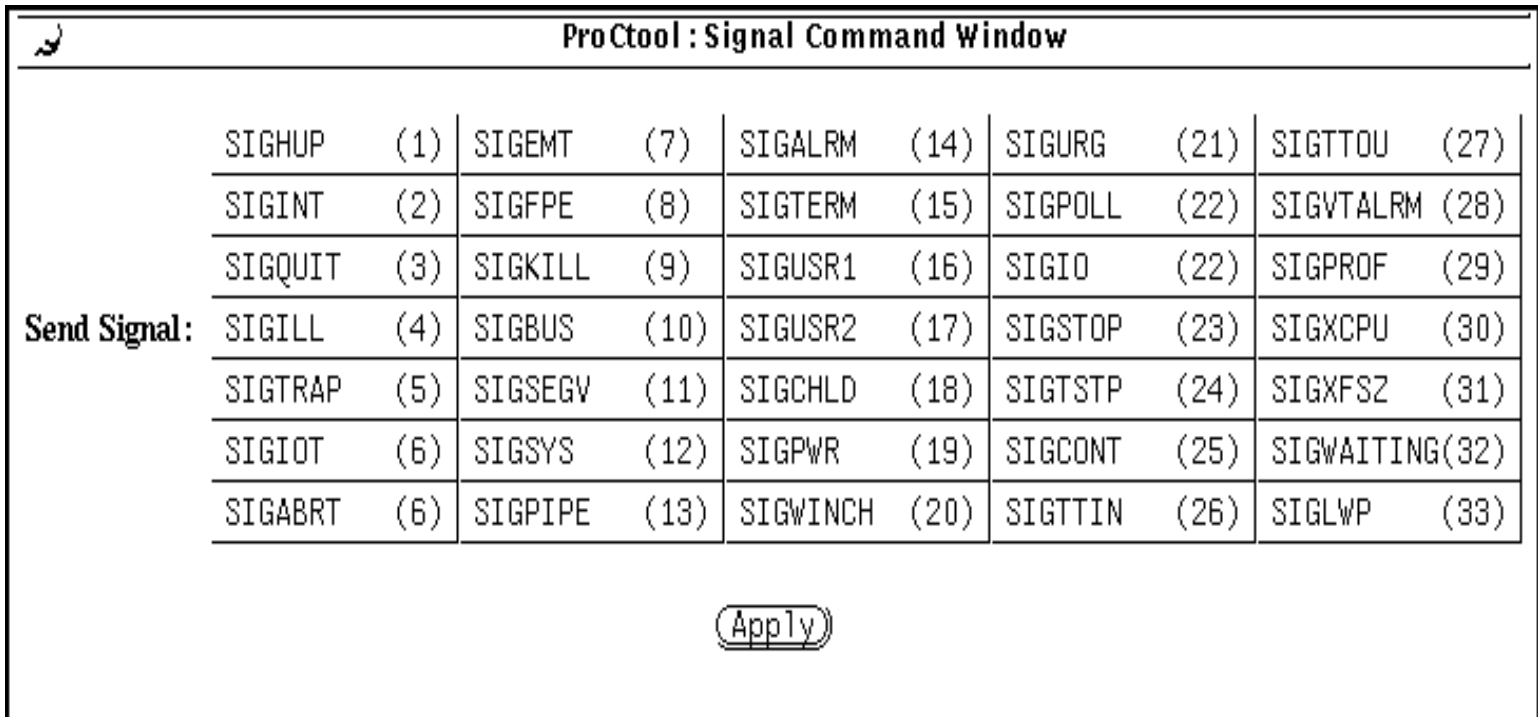 ProCtool : Signal Command Window
SIGHUP (1) SIGEMT (7) SIGALRM (14) SIGURG (21) SIGTTOU (27)
SIGINT (2) SIGFPE (8) SIGTERM (15) SIGPOLL (22) SIGVTALRM (28)
SIGQUIT (3) SIGKILL (9) SIGUSR1 (16) SIGIO (22) SIGPROF (29)
Send Signal: SIGILL (4) SIGBUS (10) SIGUSR2 (17) SIGSTOP (23) SIGXCPU (30)
SIGTRAP (5) SIGSEGV (11) SIGCHLD (18) SIGTSTP (24) SIGXFSZ (31)
SIGIOT (6) SIGSYS (12) SIGPWR (19) SIGCONT (25) SIGWAITING(32)
SIGABRT (6) SIGPIPE (13) SIGWINCH (20) SIGTTIN (26) SIGLWP (33)
Apply